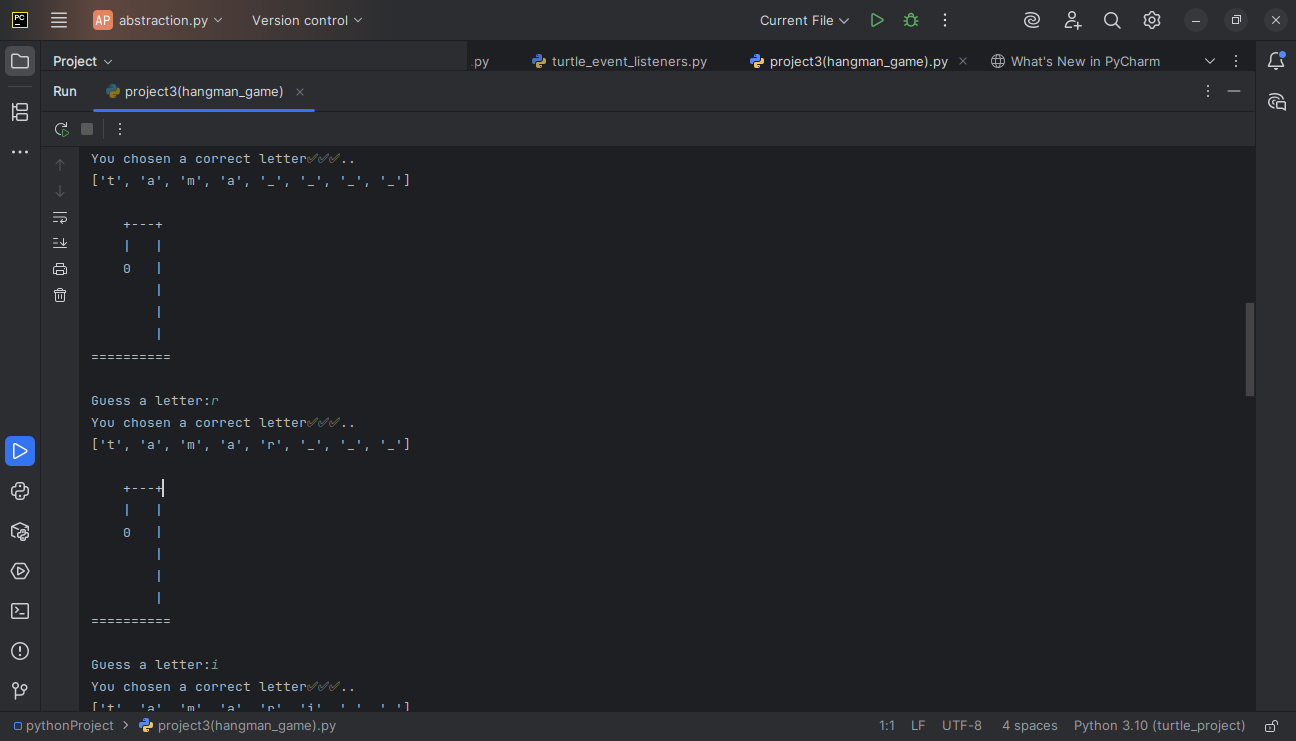 PC
AP abstraction.py Version control Current File
Project .py turtle_event_listeners.py project3(hangman_game).py What's New in PyCharm
Run project3(hangman_game)
You chosen a correct letter✅✅✅..
['t', 'a', 'm', 'a', '_', '_', '_', '_']
    +---+
    |   |
    0   |
        |
        |
        |
==========
Guess a letter:r
You chosen a correct letter✅✅✅..
['t', 'a', 'm', 'a', 'r', '_', '_', '_']
    +---+
    |   |
    0   |
        |
        |
        |
==========
Guess a letter:i
You chosen a correct letter✅✅✅..
['t', 'a', 'm', 'a', 'r', 'i', '_', '_']
pythonProject > project3(hangman_game).py 1:1 LF UTF-8 4 spaces Python 3.10 (turtle_project)